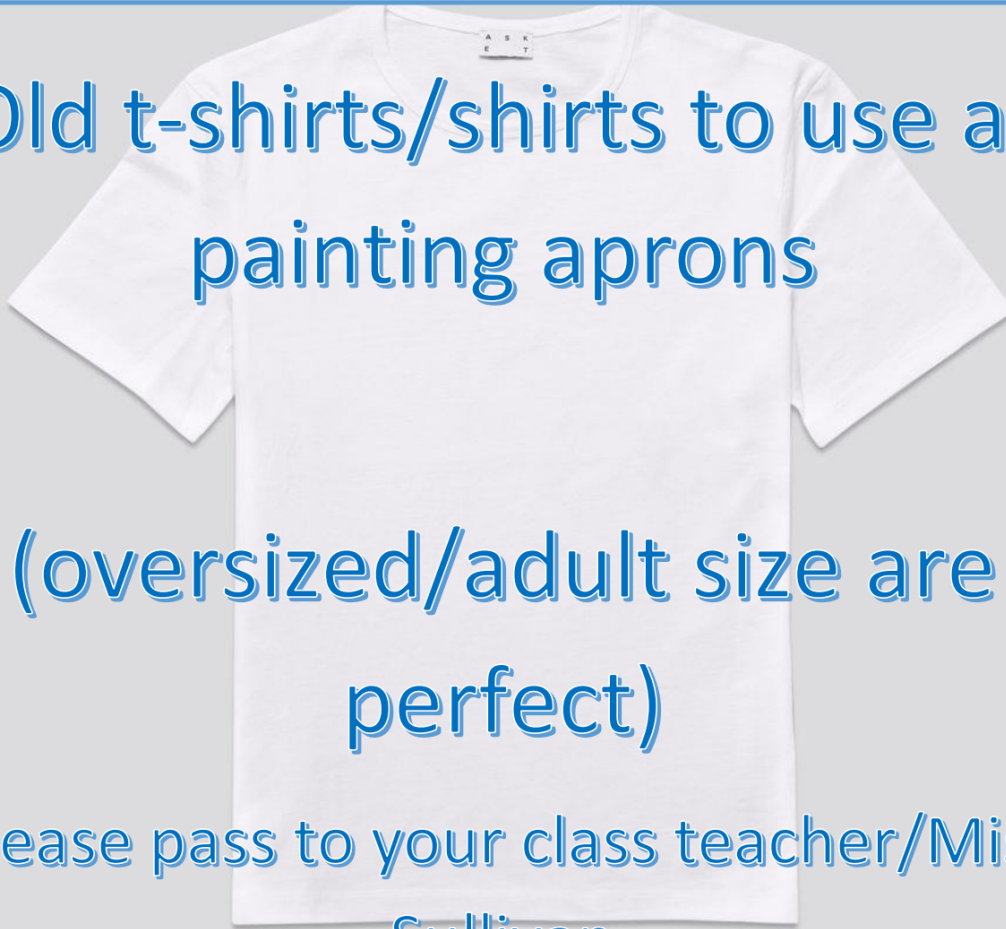 A S K
E T
Old t-shirts/shirts to use a
painting aprons
(oversized/adult size are
perfect)
ease pass to your class teacher/Mi
Sullivan